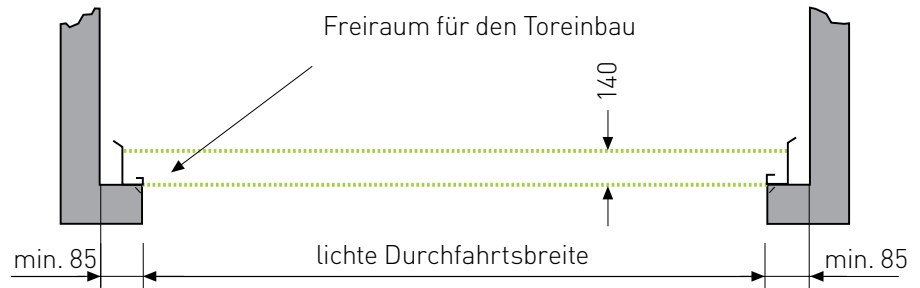 Freiraum für den Toreinbau
140
min. 85
lichte Durchfahrtsbreite
min. 85